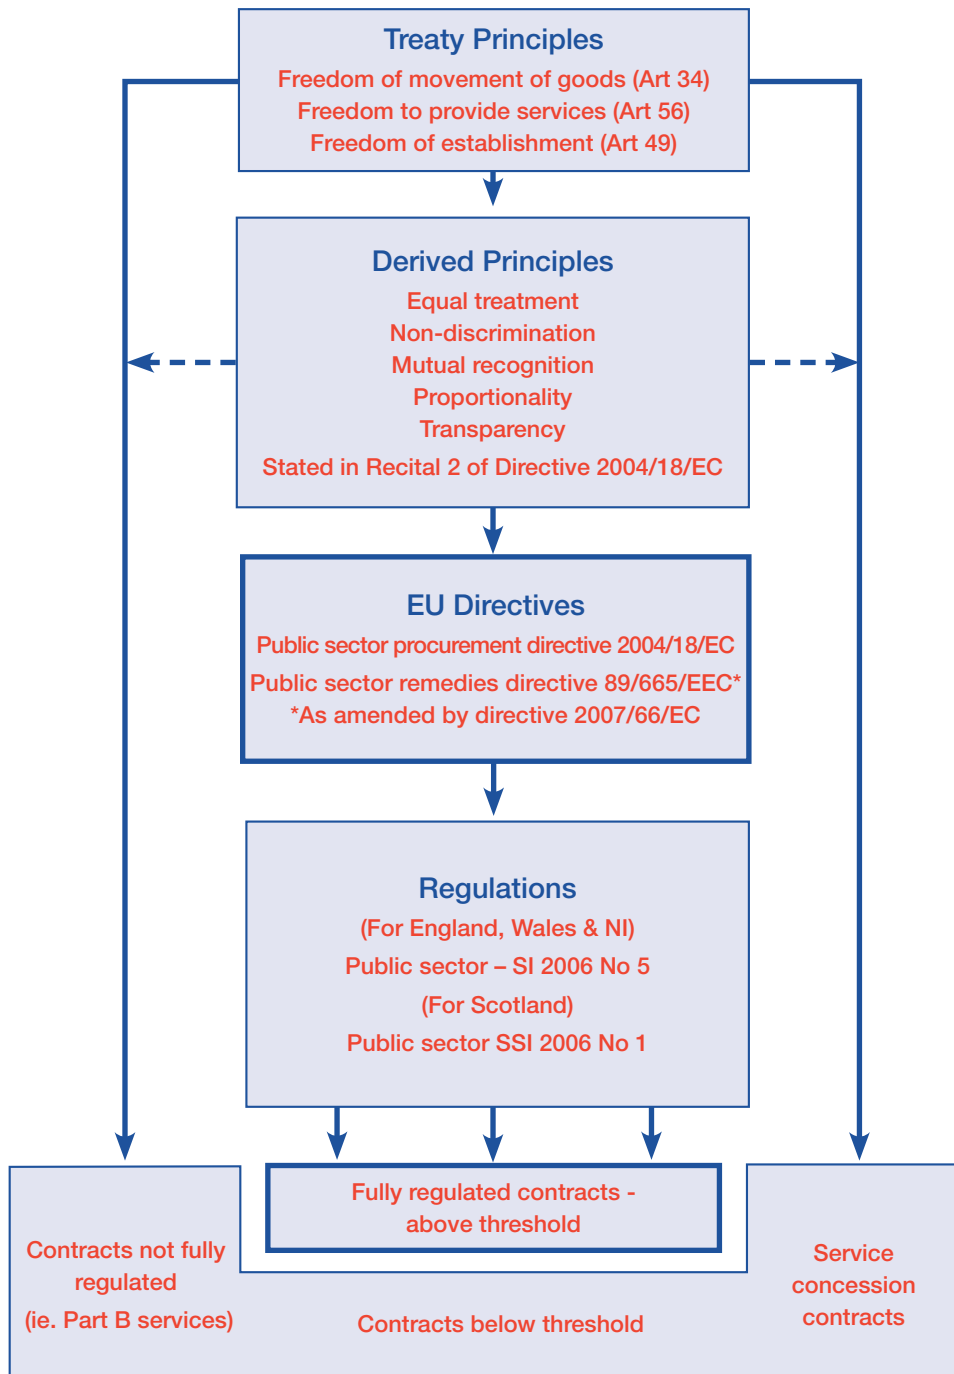 Treaty Principles
Freedom of movement of goods (Art 34)
Freedom to provide services (Art 56)
Freedom of establishment (Art 49)
Derived Principles
Equal treatment
Non-discrimination
Mutual recognition
Proportionality
Transparency
Stated in Recital 2 of Directive 2004/18/EC
EU Directives
Public sector procurement directive 2004/18/EC
Public sector remedies directive 89/665/EEC*
*As amended by directive 2007/66/EC
Regulations
(For England, Wales & NI)
Public sector – SI 2006 No 5
(For Scotland)
Public sector SSI 2006 No 1
Fully regulated contracts -
above threshold
Contracts not fully
regulated
(ie. Part B services)
Contracts below threshold
Service
concession
contracts